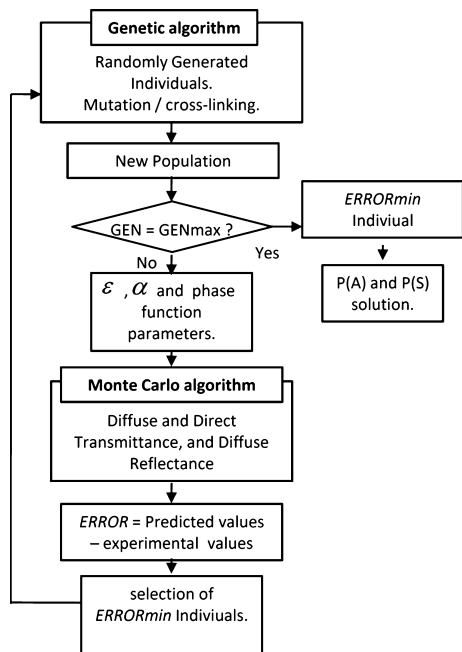 Genetic algorithm
Randomly Generated
Individuals.
Mutation / cross-linking.
New Population
GEN = GENmax ?
Yes
No
ERRORmin
Indiviual
P(A) and P(S)
solution.
ε , α and phase
function
parameters.
Monte Carlo algorithm
Diffuse and Direct
Transmittance, and Diffuse
Reflectance
ERROR = Predicted values
– experimental values
selection of
ERRORmin Indiviuals.